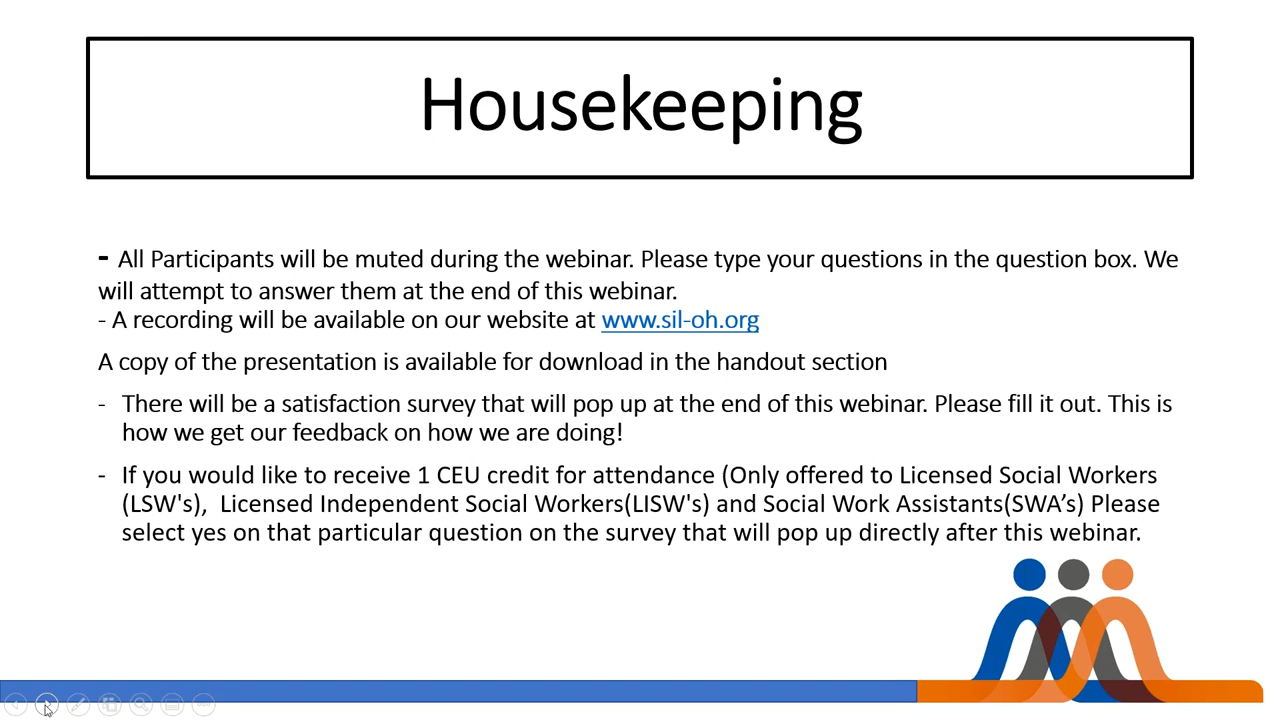 Housekeeping
- All Participants will be muted during the webinar. Please type your questions in the question box. We
will attempt to answer them at the end of this webinar.
- A recording will be available on our website at www.sil-oh.org
A copy of the presentation is available for download in the handout section
- There will be a satisfaction survey that will pop up at the end of this webinar. Please fill it out. This is
how we get our feedback on how we are doing!
- If you would like to receive 1 CEU credit for attendance (Only offered to Licensed Social Workers
(LSW's),  Licensed Independent Social Workers(LISW's) and Social Work Assistants(SWA’s) Please
select yes on that particular question on the survey that will pop up directly after this webinar.